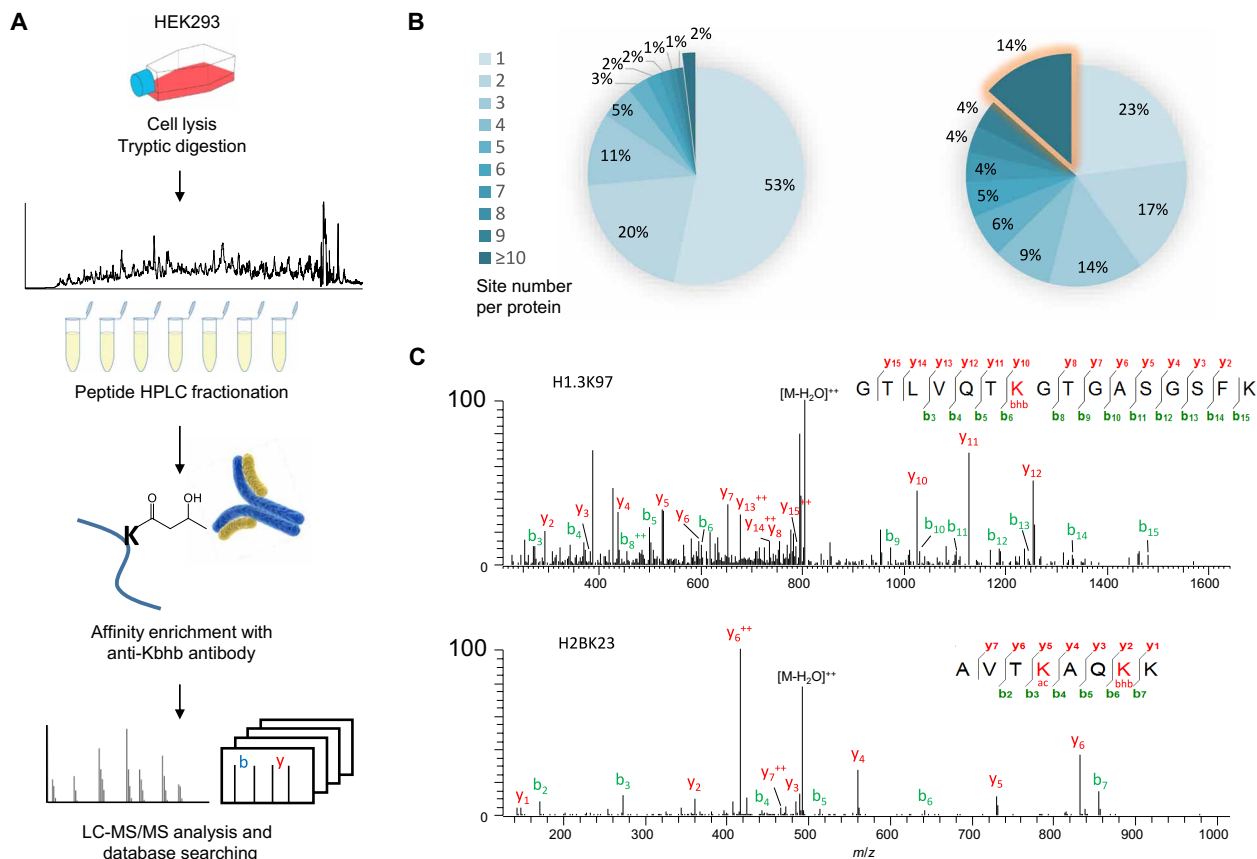 A
HEK293
Cell lysis
Tryptic digestion
Peptide HPLC fractionation
O
OH
K
Affinity enrichment with
anti-Kbhb antibody
b
y
LC-MS/MS analysis and
database searching
B
1
2
3
4
5
6
7
8
9
≥10
Site number
per protein
53%
20%
11%
5%
3%
2%
2%
1%
1%
2%
14%
23%
17%
14%
9%
6%
5%
4%
4%
4%
C
H1.3K97
100
0
[M-H₂O]⁺⁺
y₁₅ y₁₄ y₁₃ y₁₂ y₁₁ y₁₀ y₈ y₇ y₆ y₅ y₄ y₃ y₂
G T L V Q T K G T G A S G S F K
bhb
b₃ b₄ b₅ b₆ b₈ b₉ b₁₀ b₁₁ b₁₂ b₁₃ b₁₄ b₁₅
b₃ y₂ b₄ y₃ y₄ b₈⁺⁺ b₅ y₅ y₆ b₆ y₇ y₁₃⁺⁺ y₁₄⁺⁺ y₈ y₁₅⁺⁺ b₉ y₁₀ b₁₀ b₁₁ y₁₁ b₁₂ b₁₃ y₁₂ b₁₄ b₁₅
400 600 800 1000 1200 1400 1600
H2BK23
100
0
y₆⁺⁺
[M-H₂O]⁺⁺
y₇ y₆ y₅ y₄ y₃ y₂ y₁
A V T K A Q K K
ac bhb
b₂ b₃ b₄ b₅ b₆ b₇
y₁ b₂ b₃ y₂ b₄ y₇⁺⁺ y₃ b₅ y₄ b₆ y₅ y₆ b₇
200 300 400 500 600 700 800 900 1000
m/z